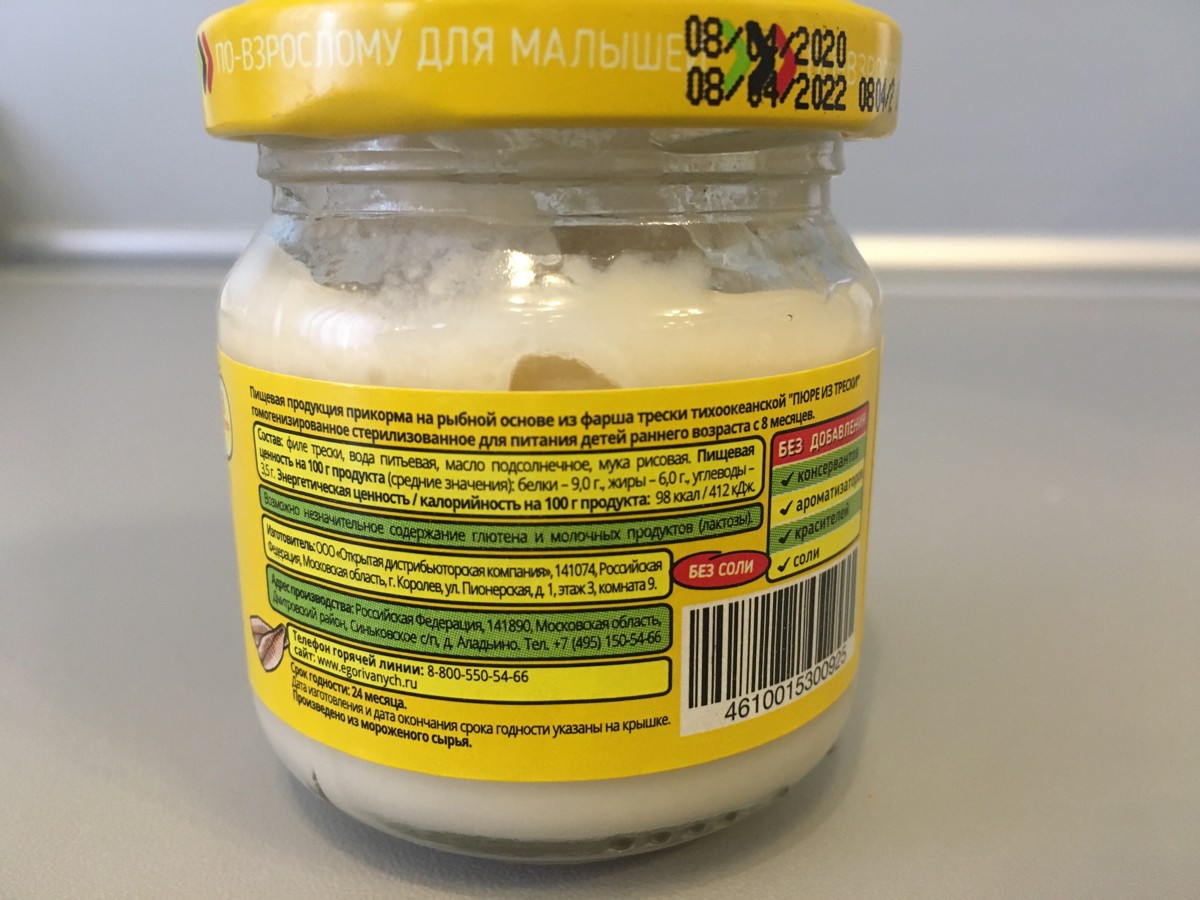 ПО-ВЗРОСЛОМУ ДЛЯ МАЛЫШЕЙ
08/04/2020
08/04/2022
Пищевая продукция прикорма на рыбной основе из фарша трески тихоокеанской "ПЮРЕ ИЗ ТРЕСКИ"
гомогенизированное стерилизованное для питания детей раннего возраста с 8 месяцев.
Состав: филе трески, вода питьевая, масло подсолнечное, мука рисовая. Пищевая
ценность на 100 г продукта (средние значения): белки – 9,0 г., жиры – 6,0 г., углеводы –
3,5 г. Энергетическая ценность / калорийность на 100 г продукта: 98 ккал / 412 кДж.
Возможно незначительное содержание глютена и молочных продуктов (лактозы).
Изготовитель: ООО «Открытая дистрибьюторская компания», 141074, Российская
Федерация, Московская область, г. Королев, ул. Пионерская, д. 1, этаж 3, комната 9.
Адрес производства: Российская Федерация, 141890, Московская область,
Дмитровский район, Синьковское с/п, д. Аладьино. Тел. +7 (495) 150-54-66
Телефон горячей линии: 8-800-550-54-66
сайт: www.egorivanych.ru
Срок годности: 24 месяца.
Дата изготовления и дата окончания срока годности указаны на крышке.
Произведено из мороженого сырья.
БЕЗ ДОБАВЛЕНИ
✓ консервантов
✓ ароматизатор
✓ красителей
✓ соли
БЕЗ СОЛИ
4610015300925